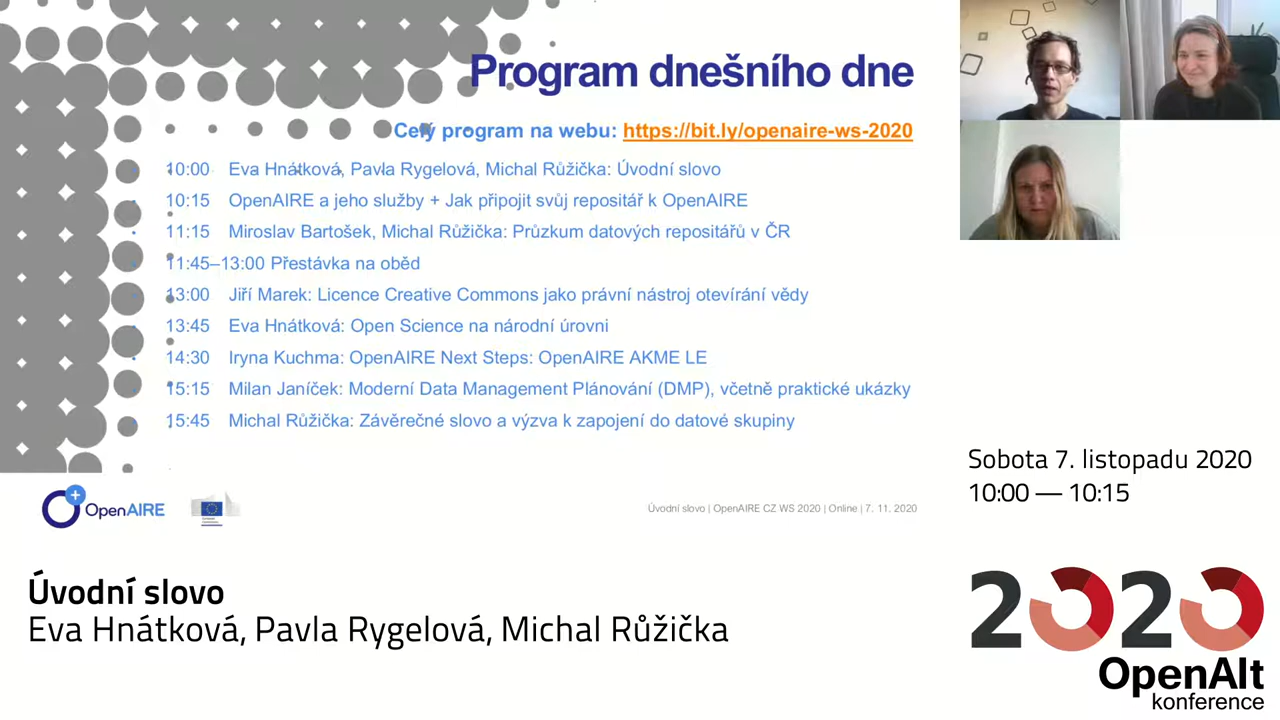 Program dnešního dne
Celý program na webu: https://bit.ly/openaire-ws-2020
10:00 Eva Hnátková, Pavla Rygelová, Michal Růžička: Úvodní slovo
10:15 OpenAIRE a jeho služby + Jak připojit svůj repositář k OpenAIRE
11:15 Miroslav Bartošek, Michal Růžička: Průzkum datových repositářů v ČR
11:45–13:00 Přestávka na oběd
13:00 Jiří Marek: Licence Creative Commons jako právní nástroj otevírání vědy
13:45 Eva Hnátková: Open Science na národní úrovni
14:30 Iryna Kuchma: OpenAIRE Next Steps: OpenAIRE AKME LE
15:15 Milan Janíček: Moderní Data Management Plánování (DMP), včetně praktické ukázky
15:45 Michal Růžička: Závěrečné slovo a výzva k zapojení do datové skupiny
OpenAIRE
Úvodní slovo | OpenAIRE CZ WS 2020 | Online | 7. 11. 2020
Sobota 7. listopadu 2020
10:00 — 10:15
Úvodní slovo
Eva Hnátková, Pavla Rygelová, Michal Růžička
2020
OpenAlt
konference